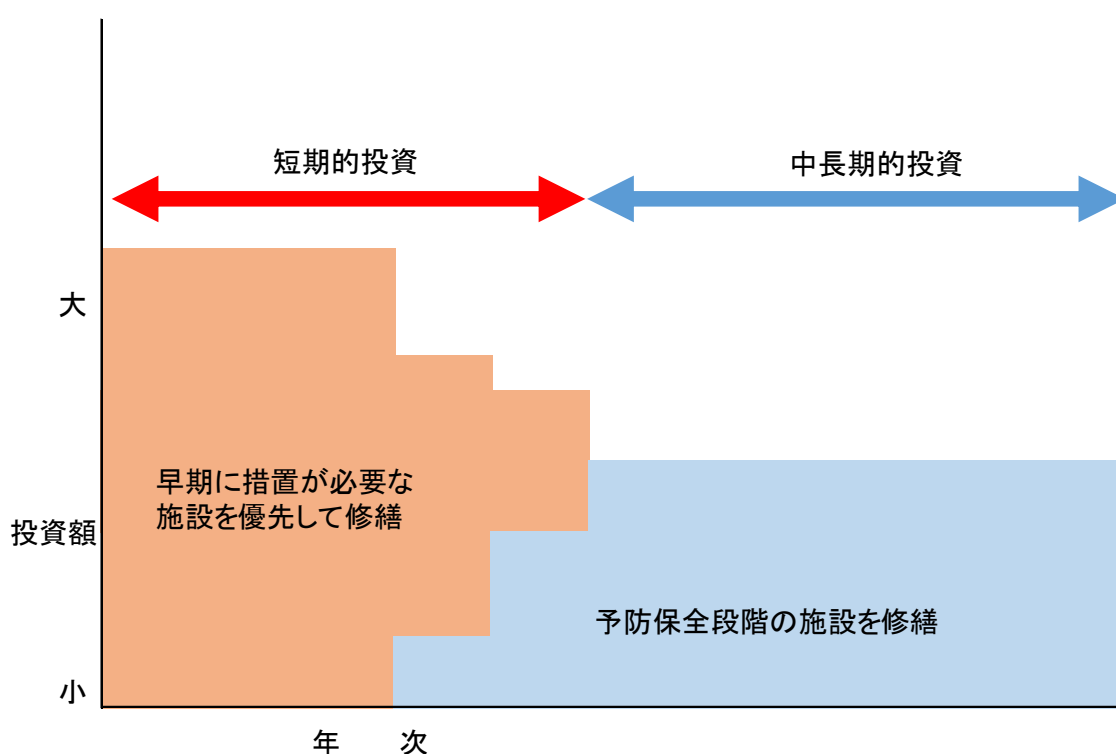 短期的投資
中長期的投資
大
早期に措置が必要な
施設を優先して修繕
投資額
予防保全段階の施設を修繕
小
年　　次